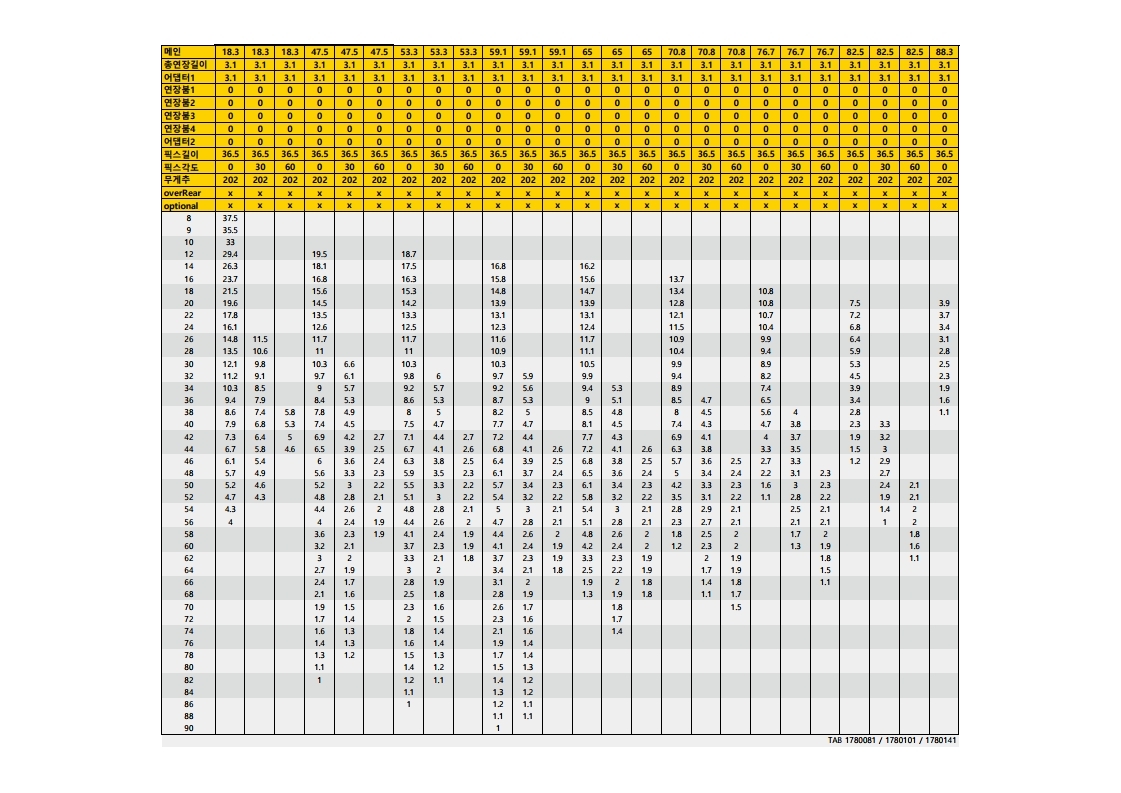 메인 18.3 18.3 18.3 47.5 47.5 47.5 53.3 53.3 53.3 59.1 59.1 59.1 65 65 65 70.8 70.8 70.8 76.7 76.7 76.7 82.5 82.5 82.5 88.3
총연장길이 3.1 3.1 3.1 3.1 3.1 3.1 3.1 3.1 3.1 3.1 3.1 3.1 3.1 3.1 3.1 3.1 3.1 3.1 3.1 3.1 3.1 3.1 3.1 3.1 3.1
어댑터1 3.1 3.1 3.1 3.1 3.1 3.1 3.1 3.1 3.1 3.1 3.1 3.1 3.1 3.1 3.1 3.1 3.1 3.1 3.1 3.1 3.1 3.1 3.1 3.1 3.1
연장붐1 0 0 0 0 0 0 0 0 0 0 0 0 0 0 0 0 0 0 0 0 0 0 0 0 0
연장붐2 0 0 0 0 0 0 0 0 0 0 0 0 0 0 0 0 0 0 0 0 0 0 0 0 0
연장붐3 0 0 0 0 0 0 0 0 0 0 0 0 0 0 0 0 0 0 0 0 0 0 0 0 0
연장붐4 0 0 0 0 0 0 0 0 0 0 0 0 0 0 0 0 0 0 0 0 0 0 0 0 0
어댑터2 0 0 0 0 0 0 0 0 0 0 0 0 0 0 0 0 0 0 0 0 0 0 0 0 0
픽스길이 36.5 36.5 36.5 36.5 36.5 36.5 36.5 36.5 36.5 36.5 36.5 36.5 36.5 36.5 36.5 36.5 36.5 36.5 36.5 36.5 36.5 36.5 36.5 36.5 36.5
픽스각도 0 30 60 0 30 60 0 30 60 0 30 60 0 30 60 0 30 60 0 30 60 0 30 60 0
무게추 202 202 202 202 202 202 202 202 202 202 202 202 202 202 202 202 202 202 202 202 202 202 202 202 202
overRear x x x x x x x x x x x x x x x x x x x x x x x x x
optional x x x x x x x x x x x x x x x x x x x x x x x x x
8 37.5
9 35.5
10 33
12 29.4 19.5 18.7
14 26.3 18.1 17.5 16.8 16.2
16 23.7 16.8 16.3 15.8 15.6 13.7
18 21.5 15.6 15.3 14.8 14.7 13.4 10.8
20 19.6 14.5 14.2 13.9 13.9 12.8 10.8 7.5 3.9
22 17.8 13.5 13.3 13.1 13.1 12.1 10.7 7.2 3.7
24 16.1 12.6 12.5 12.3 12.4 11.5 10.4 6.8 3.4
26 14.8 11.5 11.7 11.7 11.6 11.7 10.9 9.9 6.4 3.1
28 13.5 10.6 11 11 10.9 11.1 10.4 9.4 5.9 2.8
30 12.1 9.8 10.3 6.6 10.3 10.3 10.5 9.9 8.9 5.3 2.5
32 11.2 9.1 9.7 6.1 9.8 6 9.7 5.9 9.9 9.4 8.2 4.5 2.3
34 10.3 8.5 9 5.7 9.2 5.7 9.2 5.6 9.4 5.3 8.9 7.4 3.9 1.9
36 9.4 7.9 8.4 5.3 8.6 5.3 8.7 5.3 9 5.1 8.5 4.7 6.5 3.4 1.6
38 8.6 7.4 5.8 7.8 4.9 8 5 8.2 5 8.5 4.8 8 4.5 5.6 4 2.8 1.1
40 7.9 6.8 5.3 7.4 4.5 7.5 4.7 7.7 4.7 8.1 4.5 7.4 4.3 4.7 3.8 2.3 3.3
42 7.3 6.4 5 6.9 4.2 2.7 7.1 4.4 2.7 7.2 4.4 7.7 4.3 6.9 4.1 4 3.7 1.9 3.2
44 6.7 5.8 4.6 6.5 3.9 2.5 6.7 4.1 2.6 6.8 4.1 2.6 7.2 4.1 2.6 6.3 3.8 3.3 3.5 1.5 3
46 6.1 5.4 6 3.6 2.4 6.3 3.8 2.5 6.4 3.9 2.5 6.8 3.8 2.5 5.7 3.6 2.5 2.7 3.3 1.2 2.9
48 5.7 4.9 5.6 3.3 2.3 5.9 3.5 2.3 6.1 3.7 2.4 6.5 3.6 2.4 5 3.4 2.4 2.2 3.2 2.3 2.7
50 5.2 4.6 5.2 3 2.2 5.5 3.3 2.2 5.7 3.4 2.3 6.1 3.4 2.3 4.2 3.3 2.3 1.6 3 2.2 2.4 2.1
52 4.7 4.3 4.8 2.8 2.1 5.1 3 2.2 5.4 3.2 2.2 5.8 3.2 2.2 3.5 3.1 2.2 1.1 2.8 2.2 1.9 2.1
54 4.3 4.4 2.6 2 4.8 2.8 2.1 5 3 2.1 5.4 3 2.1 2.8 2.9 2.1 2.5 2.1 1.4 2
56 4 4 2.4 1.9 4.4 2.6 2 4.7 2.8 2.1 5.1 2.8 2.1 2.3 2.7 2.1 2.1 2.1 1 2
58 3.6 2.3 1.9 4.1 2.4 1.9 4.4 2.6 2 4.8 2.6 2 1.8 2.5 2 1.7 2 1.8
60 3.2 2.1 3.7 2.3 1.9 4.1 2.4 1.9 4.2 2.4 2 1.2 2.3 2 1.3 1.9 1.6
62 3 2 3.3 2.1 1.8 3.7 2.3 1.9 3.3 2.3 1.9 2 1.9 1.8 1.1
64 2.7 1.9 3 2 3.4 2.1 1.8 2.5 2.2 1.9 1.7 1.9 1.5
66 2.4 1.7 2.8 1.9 3.1 2 1.9 2 1.8 1.4 1.8 1.1
68 2.1 1.6 2.5 1.8 2.8 1.9 1.3 1.9 1.8 1.1 1.7
70 1.9 1.5 2.3 1.6 2.6 1.7 1.8 1.5
72 1.7 1.4 2 1.5 2.3 1.6 1.7
74 1.6 1.3 1.8 1.4 2.1 1.6 1.4
76 1.4 1.3 1.6 1.4 1.9 1.4
78 1.3 1.2 1.5 1.3 1.7 1.4
80 1.1 1.4 1.2 1.5 1.3
82 1 1.2 1.1 1.4 1.2
84 1.1 1.3 1.2
86 1 1.2 1.1
88 1.1 1.1
90 1
TAB 1780081 / 1780101 / 1780141